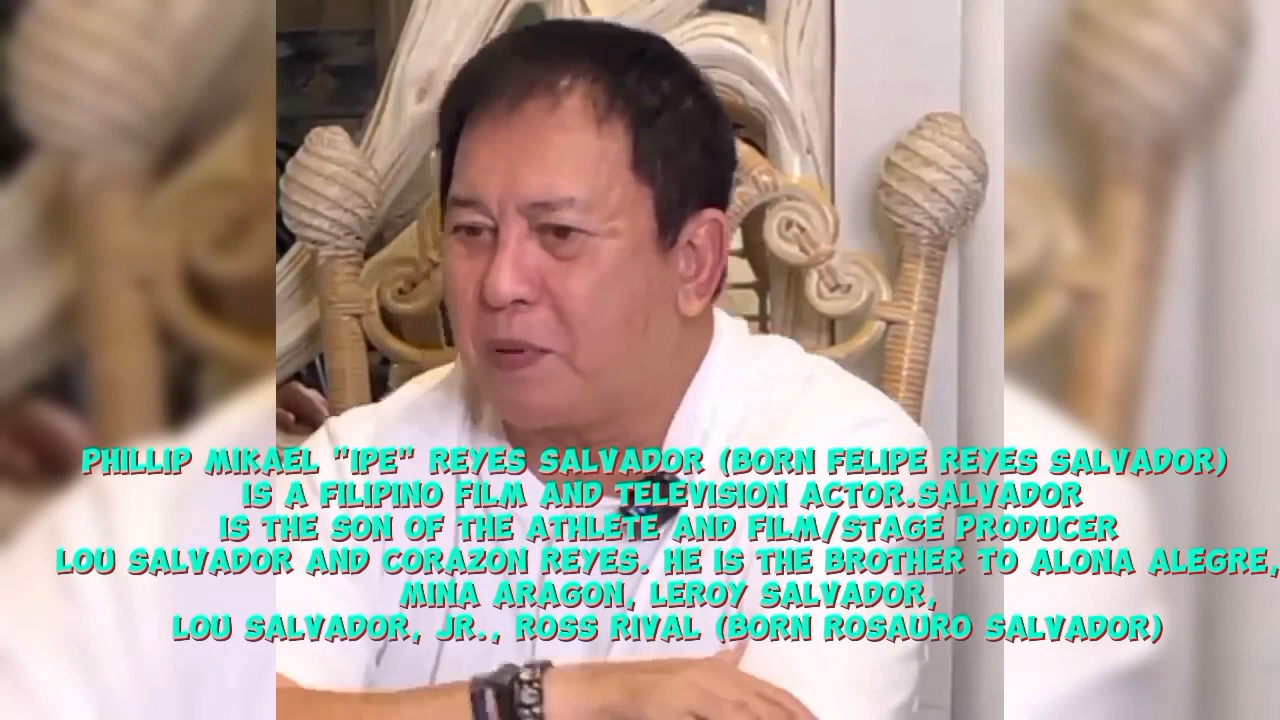 PHILLIP MIKAEL "IPE" REYES SALVADOR (BORN FELIPE REYES SALVADOR)
IS A FILIPINO FILM AND TELEVISION ACTOR.SALVADOR
IS THE SON OF THE ATHLETE AND FILM/STAGE PRODUCER
LOU SALVADOR AND CORAZON REYES. HE IS THE BROTHER TO ALONA ALEGRE,
MINA ARAGON, LEROY SALVADOR,
LOU SALVADOR, JR., ROSS RIVAL (BORN ROSAURO SALVADOR)